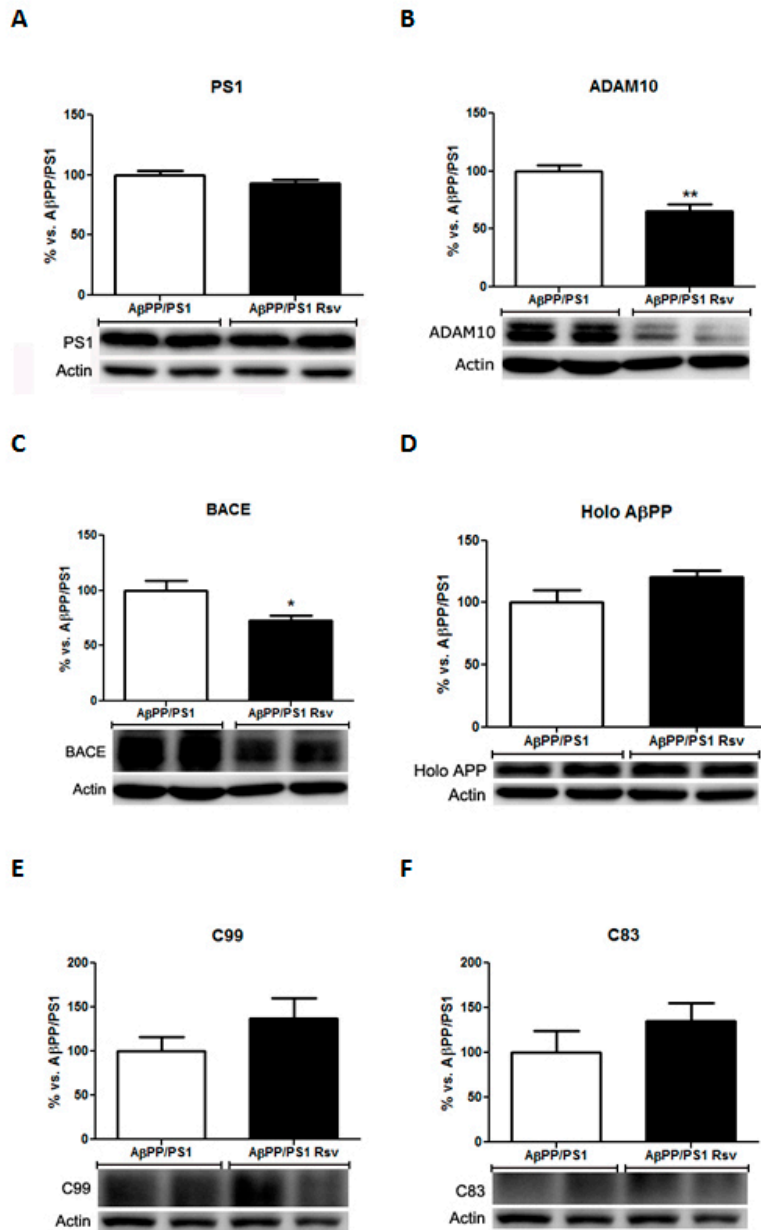 A
PS1
% vs. AβPP/PS1
150
100
50
0
AβPP/PS1
AβPP/PS1 Rsv
PS1
Actin
B
ADAM10
% vs. AβPP/PS1
150
100
50
0
**
AβPP/PS1
AβPP/PS1 Rsv
ADAM10
Actin
C
BACE
% vs. AβPP/PS1
150
100
50
0
*
AβPP/PS1
AβPP/PS1 Rsv
BACE
Actin
D
Holo AβPP
% vs. AβPP/PS1
150
100
50
0
AβPP/PS1
AβPP/PS1 Rsv
Holo APP
Actin
E
C99
% vs. AβPP/PS1
200
150
100
50
0
AβPP/PS1
AβPP/PS1 Rsv
C99
Actin
F
C83
% vs. AβPP/PS1
200
150
100
50
0
AβPP/PS1
AβPP/PS1 Rsv
C83
Actin